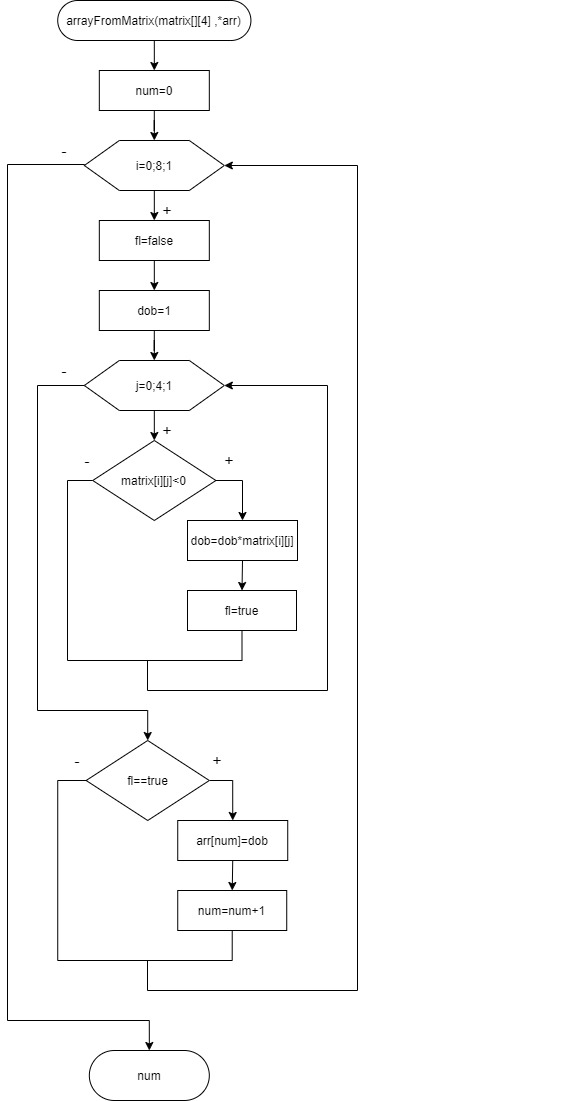 arrayFromMatrix(matrix[][4] ,*arr)
num=0
-
i=0;8;1
+
fl=false
dob=1
-
j=0;4;1
+
-
+
matrix[i][j]<0
dob=dob*matrix[i][j]
fl=true
-
+
fl==true
arr[num]=dob
num=num+1
num